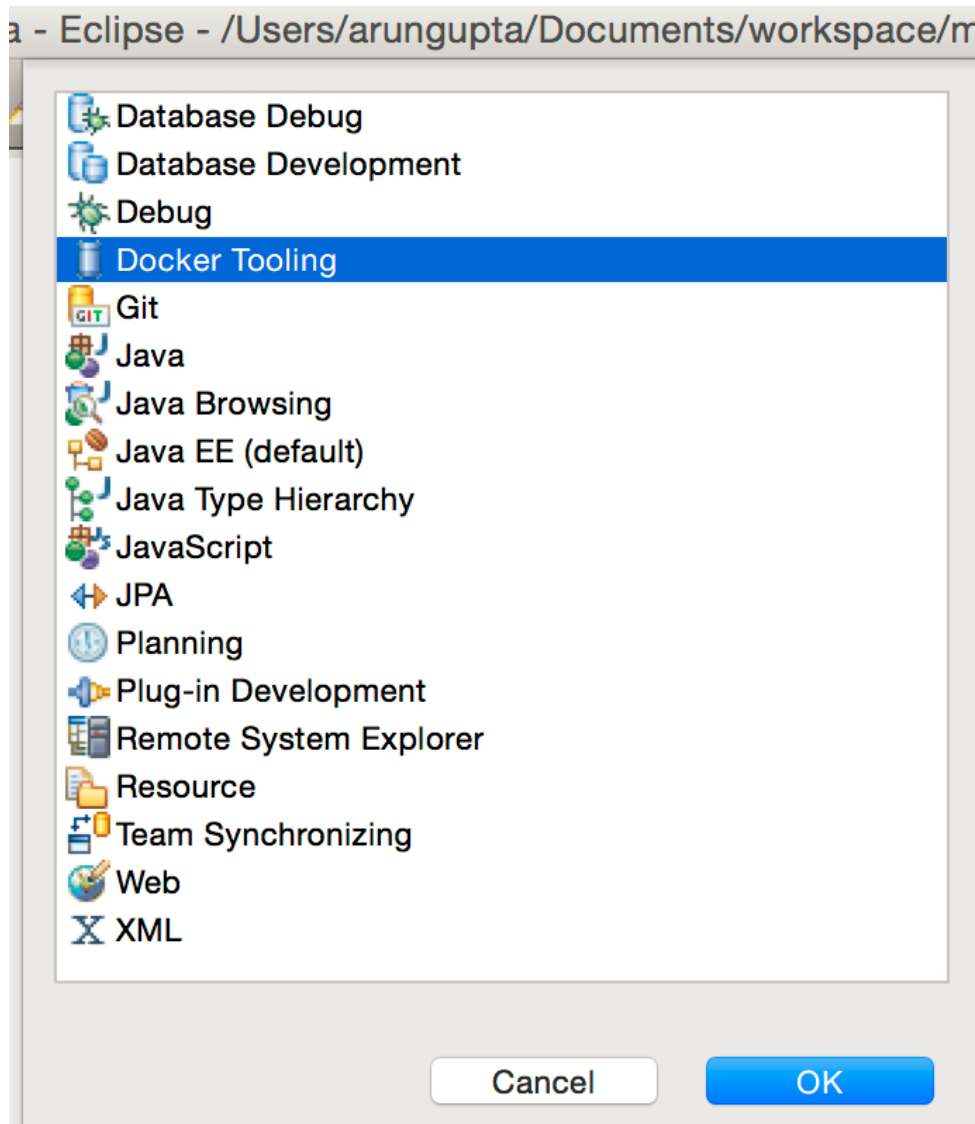 a - Eclipse - /Users/arungupta/Documents/workspace/m
Database Debug
Database Development
Debug
Docker Tooling
GIT Git
Java
Java Browsing
Java EE (default)
Java Type Hierarchy
JavaScript
JPA
Planning
Plug-in Development
Remote System Explorer
Resource
Team Synchronizing
Web
X XML
Cancel
OK